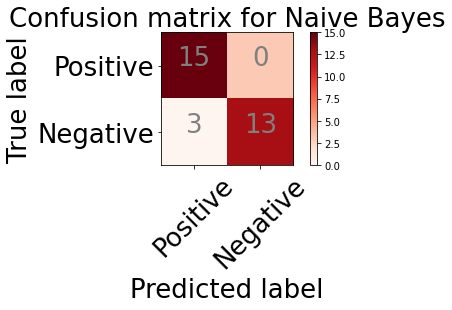 Confusion matrix for Naive Bayes
True label
Positive
Negative
15 0
3 13
Positive
Negative
Predicted label
15.0
12.5
10.0
7.5
5.0
2.5
0.0